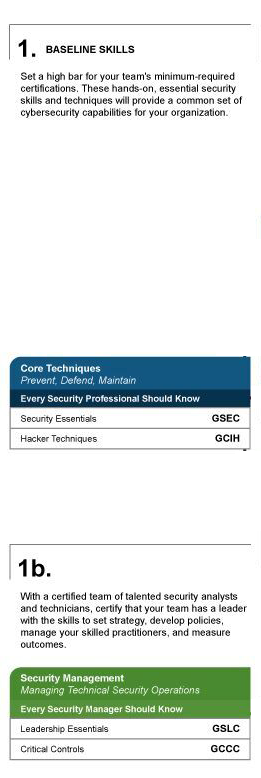 1. BASELINE SKILLS
Set a high bar for your team's minimum-required
certifications. These hands-on, essential security
skills and techniques will provide a common set of
cybersecurity capabilities for your organization.
Core Techniques
Prevent, Defend, Maintain
Every Security Professional Should Know
Security Essentials GSEC
Hacker Techniques GCIH
1b.
With a certified team of talented security analysts
and technicians, certify that your team has a leader
with the skills to set strategy, develop policies,
manage your skilled practitioners, and measure
outcomes.
Security Management
Managing Technical Security Operations
Every Security Manager Should Know
Leadership Essentials GSLC
Critical Controls GCCC